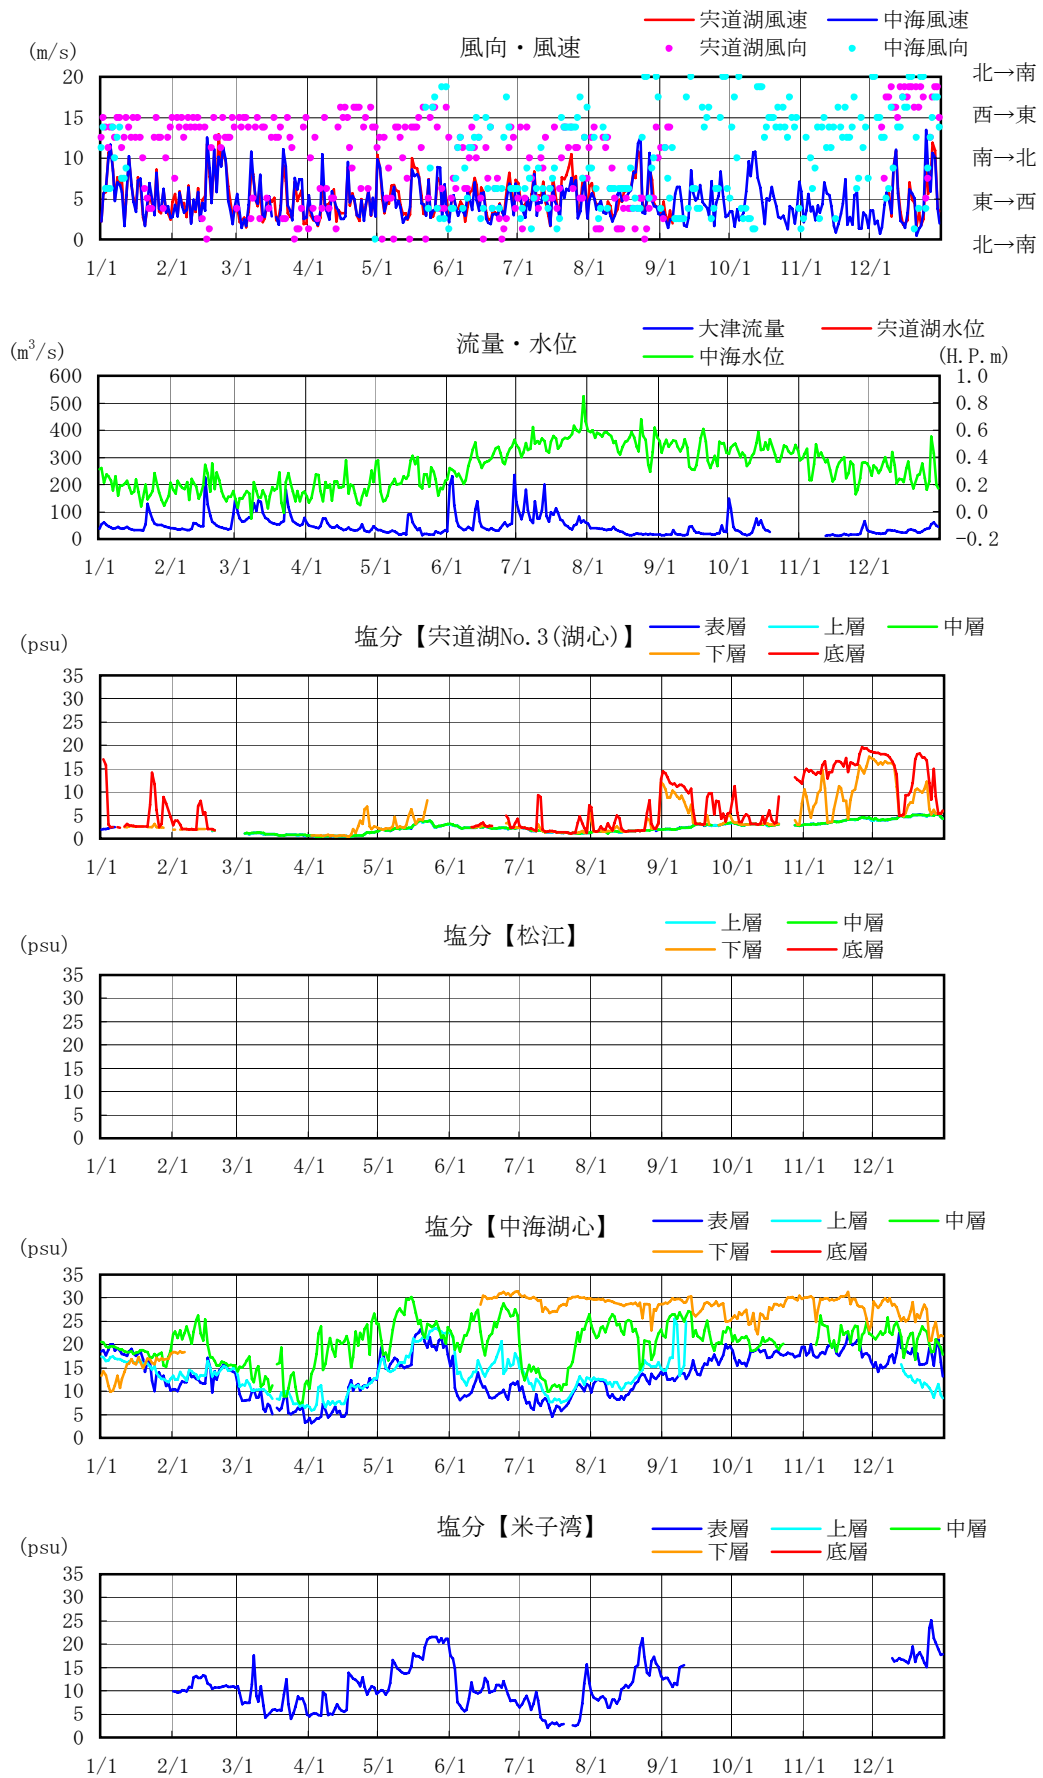 風向・風速
宍道湖風速 中海風速
宍道湖風向 中海風向
(m/s)
20
15
10
5
0
北→南
西→東
南→北
東→西
北→南
1/1 2/1 3/1 4/1 5/1 6/1 7/1 8/1 9/1 10/1 11/1 12/1
流量・水位
大津流量 宍道湖水位
中海水位
(m³/s)
(H.P.m)
600
500
400
300
200
100
0
1.0
0.8
0.6
0.4
0.2
0.0
-0.2
1/1 2/1 3/1 4/1 5/1 6/1 7/1 8/1 9/1 10/1 11/1 12/1
塩分【宍道湖No.3(湖心)】
表層 上層 中層
下層 底層
(psu)
35
30
25
20
15
10
5
0
1/1 2/1 3/1 4/1 5/1 6/1 7/1 8/1 9/1 10/1 11/1 12/1
塩分【松江】
上層 中層
下層 底層
(psu)
35
30
25
20
15
10
5
0
1/1 2/1 3/1 4/1 5/1 6/1 7/1 8/1 9/1 10/1 11/1 12/1
塩分【中海湖心】
表層 上層 中層
下層 底層
(psu)
35
30
25
20
15
10
5
0
1/1 2/1 3/1 4/1 5/1 6/1 7/1 8/1 9/1 10/1 11/1 12/1
塩分【米子湾】
表層 上層 中層
下層 底層
(psu)
35
30
25
20
15
10
5
0
1/1 2/1 3/1 4/1 5/1 6/1 7/1 8/1 9/1 10/1 11/1 12/1